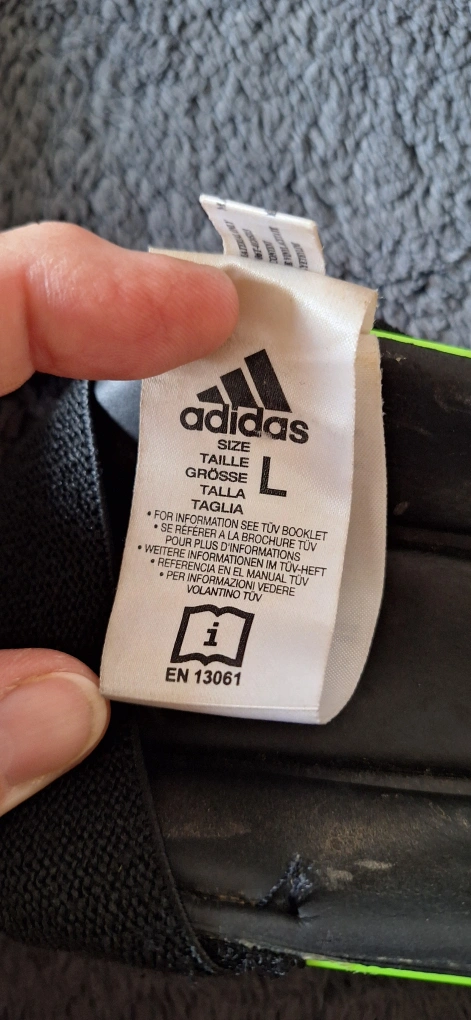 adidas
SIZE
TAILLE
GRÖSSE
TALLA
TAGLIA
L
• FOR INFORMATION SEE TÜV BOOKLET
• SE RÉFÉRER A LA BROCHURE TÜV
POUR PLUS D'INFORMATIONS
• WEITERE INFORMATIONEN IM TÜV-HEFT
• REFERENCIA EN EL MANUAL TÜV
• PER INFORMAZIONI VEDERE
VOLANTINO TÜV
i
EN 13061